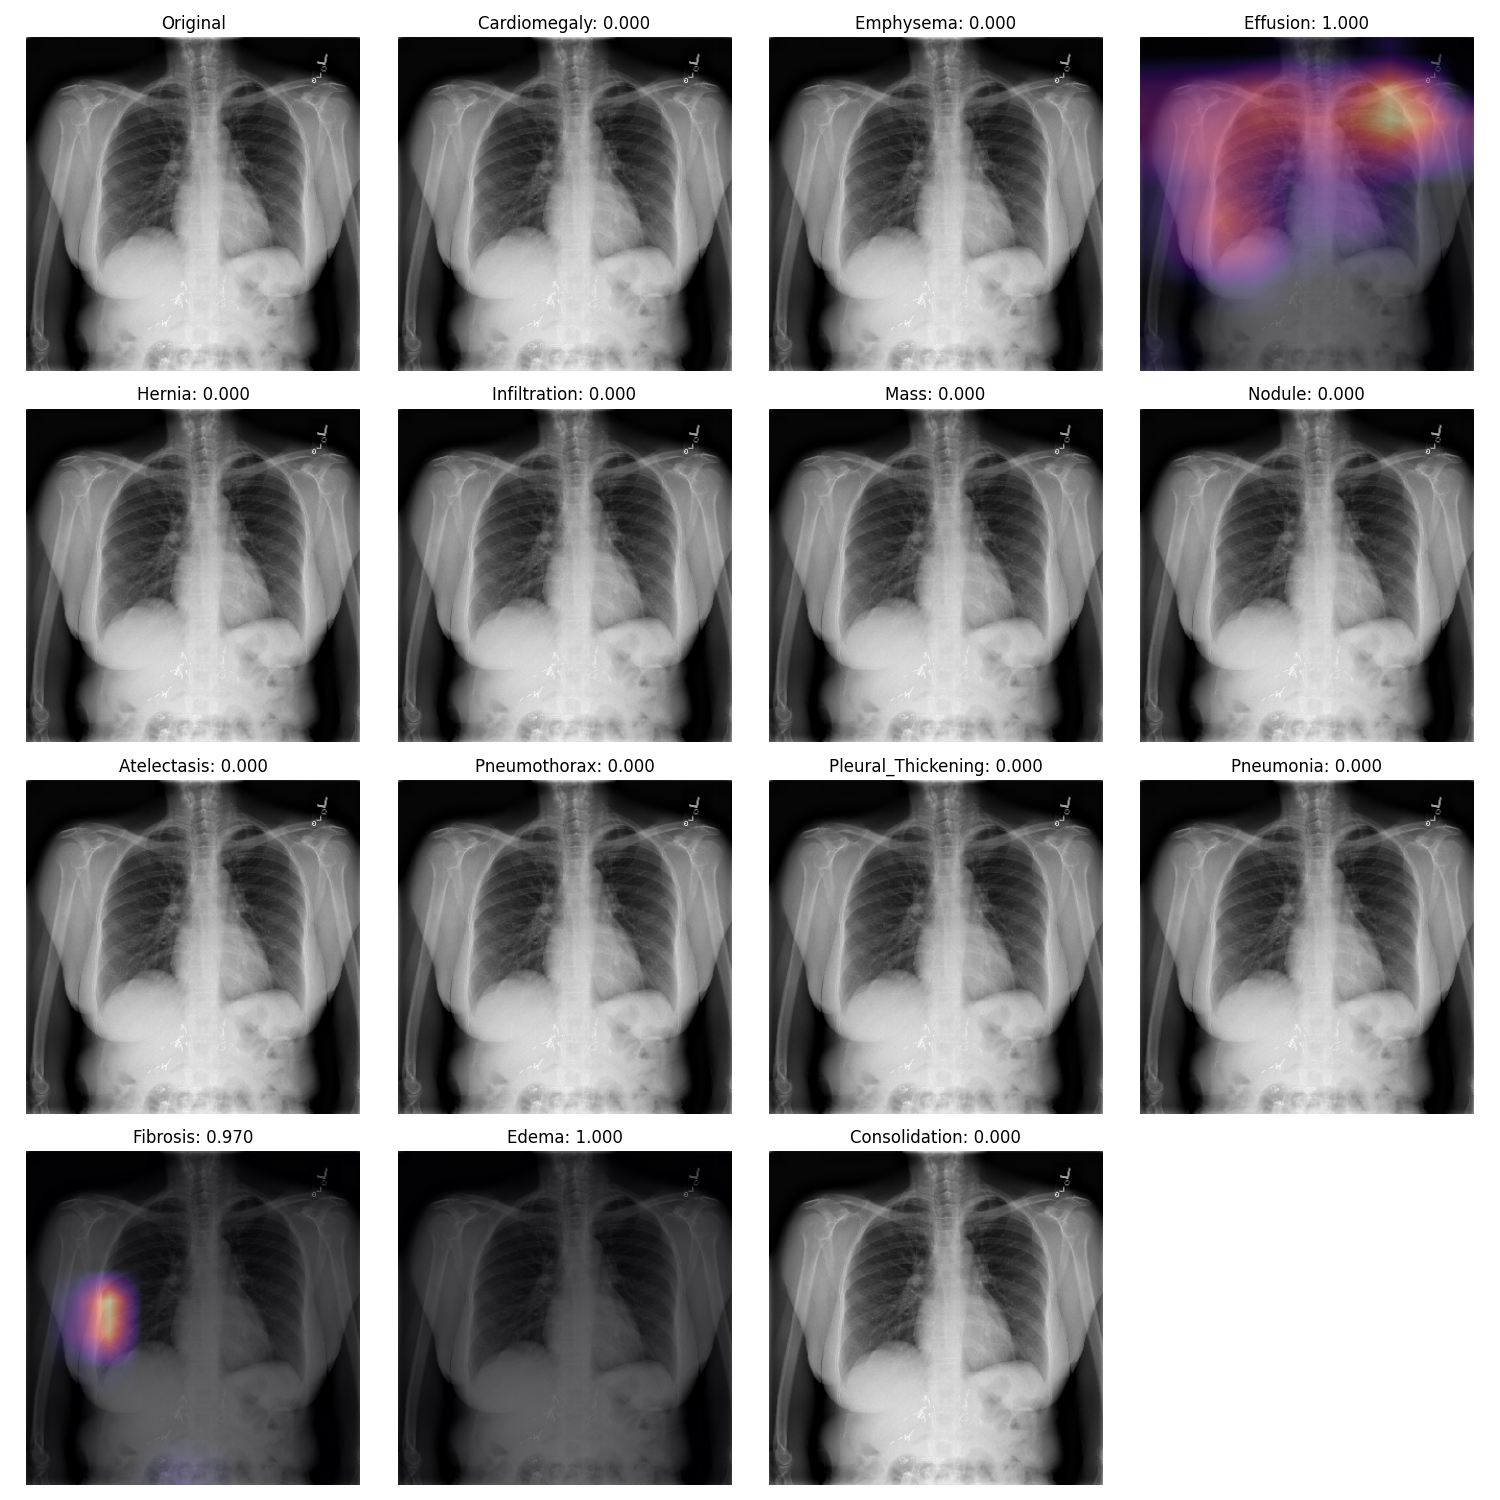 Original
Cardiomegaly: 0.000
Emphysema: 0.000
Effusion: 1.000
Hernia: 0.000
Infiltration: 0.000
Mass: 0.000
Nodule: 0.000
Atelectasis: 0.000
Pneumothorax: 0.000
Pleural_Thickening: 0.000
Pneumonia: 0.000
Fibrosis: 0.970
Edema: 1.000
Consolidation: 0.000